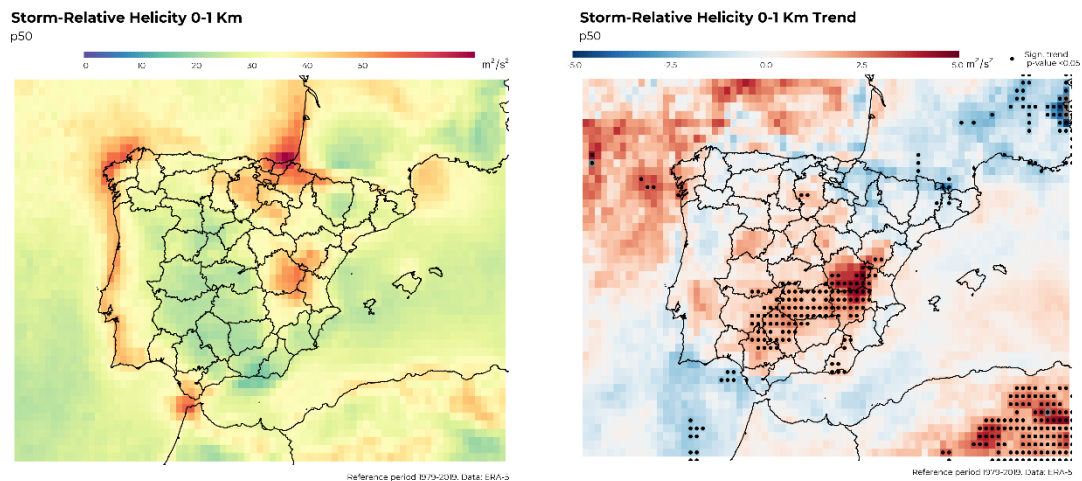 Storm-Relative Helicity 0-1 Km
p50
0 10 20 30 40 50 m²/s²
Reference period 1979-2019. Data: ERA-5
Storm-Relative Helicity 0-1 Km Trend
p50
-5.0 -2.5 0.0 2.5 5.0 m²/s²
Sign. trend
p-value <0.05
Reference period 1979-2019. Data: ERA-5